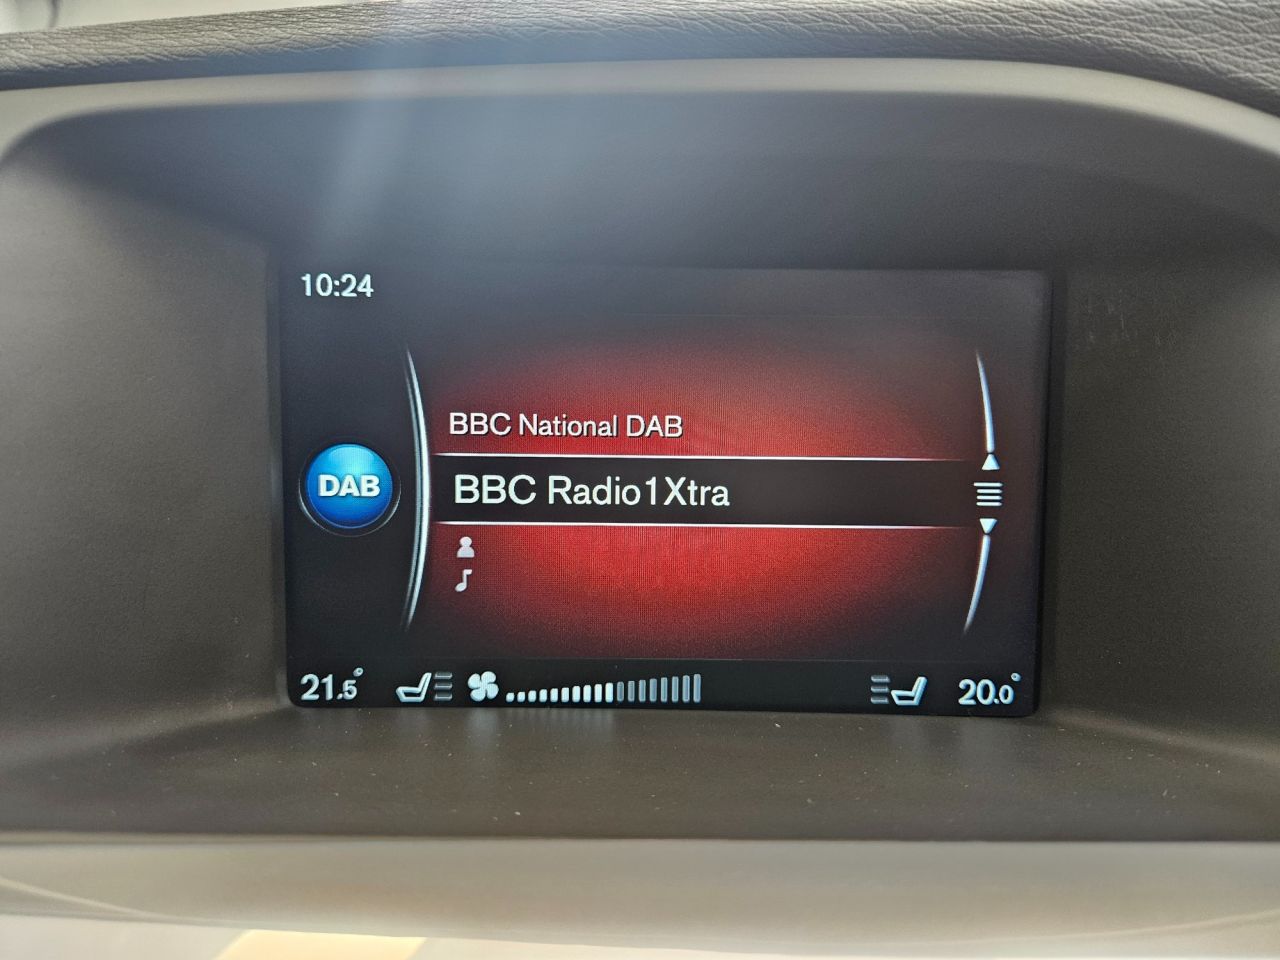 10:24
BBC National DAB
DAB
BBC Radio1Xtra
21.5°
20.0°